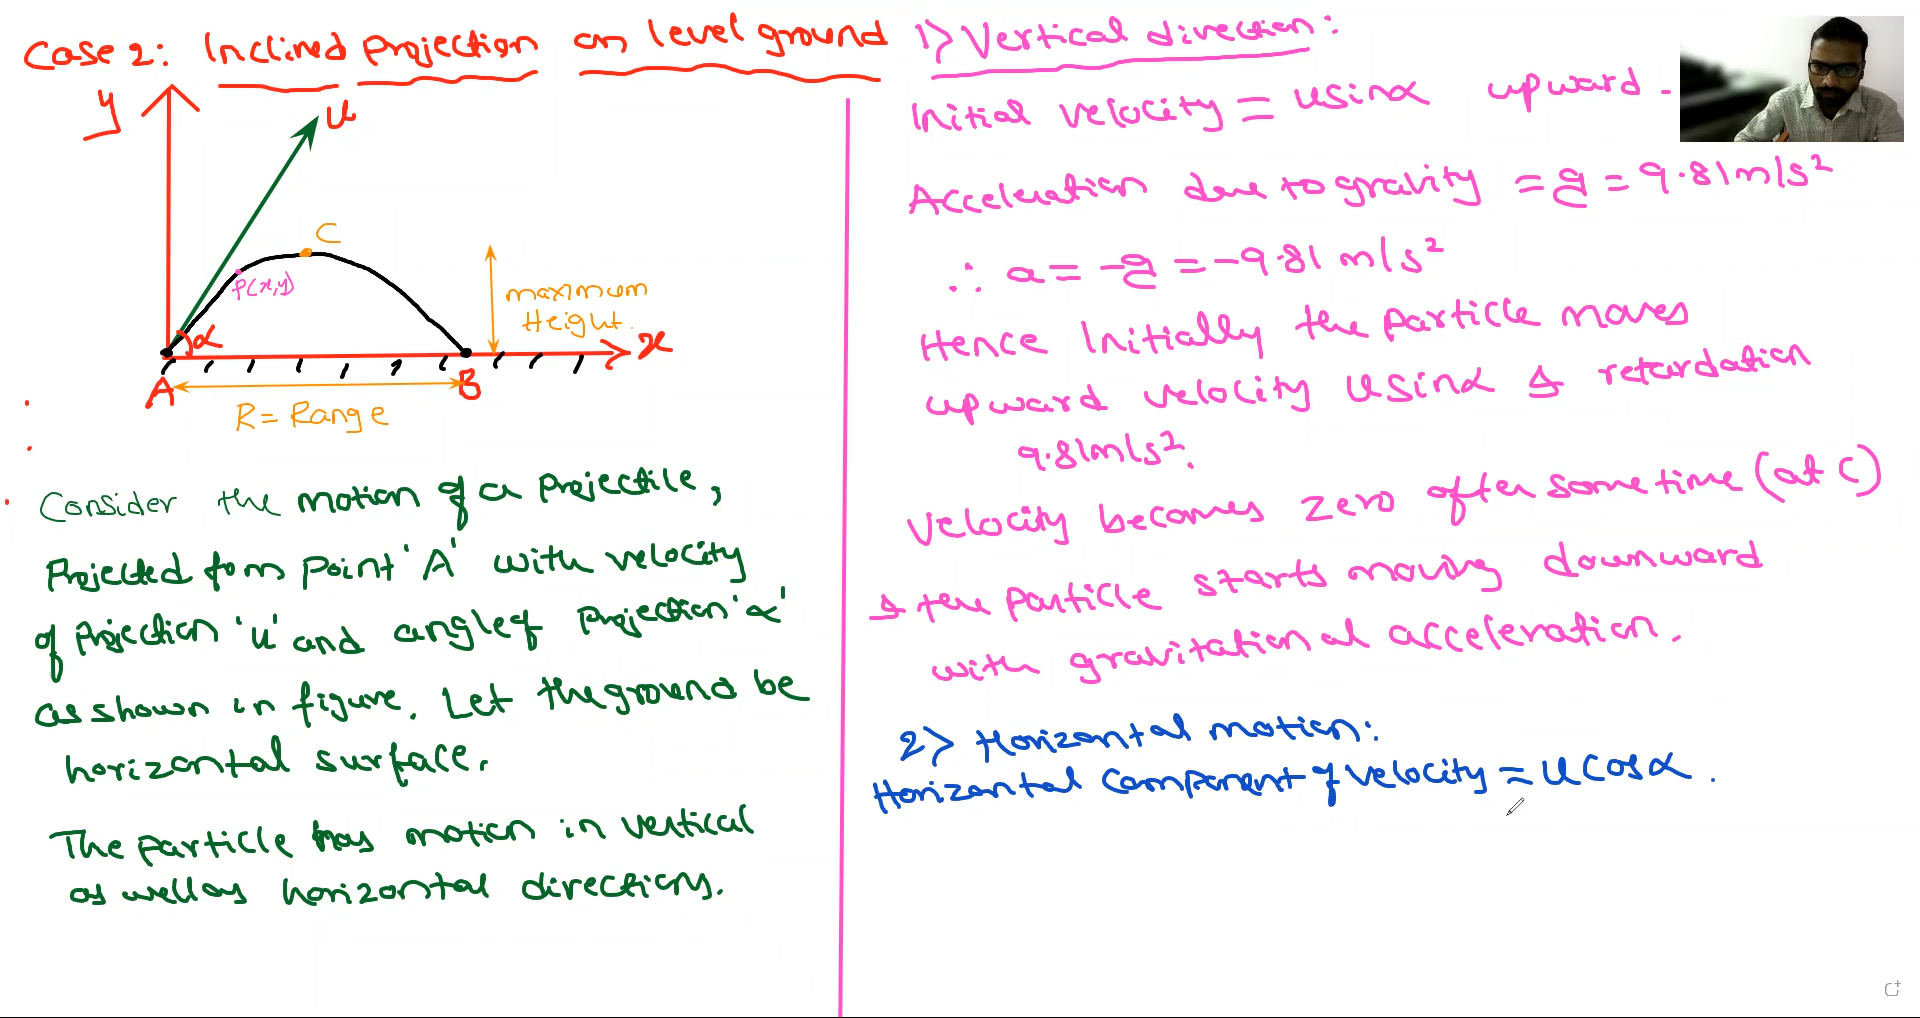 Case 2: Inclined projection on level ground
y
u
C
P(x,y)
maximum
Height.
α
x
A
B
R = Range
Consider the motion of a projectile,
Projected from point 'A' with velocity
of projection 'u' and angle of projection 'α'
as shown in figure. Let the ground be
horizontal surface.
The particle has motion in vertical
as well as horizontal directions.
1) Vertical direction:
Initial velocity = usinα upward.
Acceleration due to gravity = g = 9.81m/s²
∴ a = -g = -9.81 m/s²
Hence Initially the particle moves
upward velocity usinα & retardation
9.81m/s².
Velocity becomes zero after some time (at C)
& the particle starts moving downward
with gravitational acceleration.
2) Horizontal motion:
Horizontal component of velocity = u cosα.